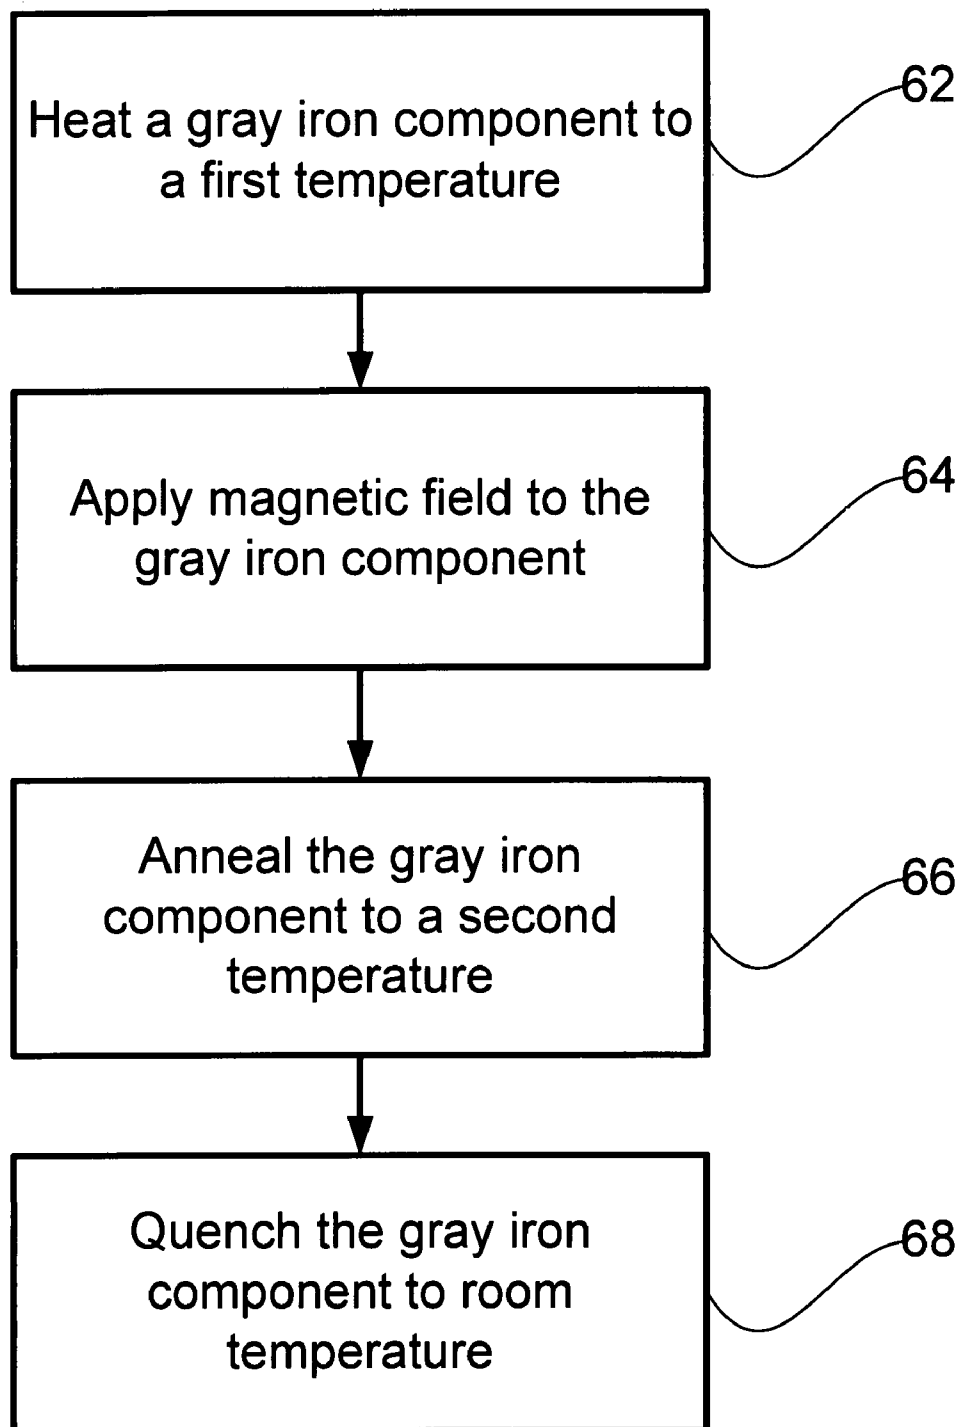 Heat a gray iron component to
a first temperature
62
Apply magnetic field to the
gray iron component
64
Anneal the gray iron
component to a second
temperature
66
Quench the gray iron
component to room
temperature
68